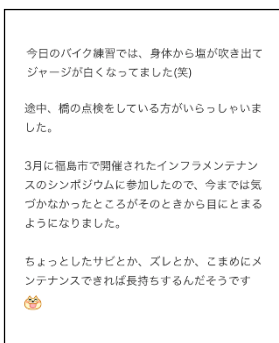 今日のバイク練習では、身体から塩が吹き出て
ジャージが白くなってました(笑)
途中、橋の点検をしている方がいらっしゃいま
した。
3月に福島市で開催されたインフラメンテナン
スのシンポジウムに参加したので、今までは気
づかなかったところがそのときから目にとまる
ようになりました。
ちょっとしたサビとか、ズレとか、こまめにメ
ンテナンスできれば長持ちするんだそうです